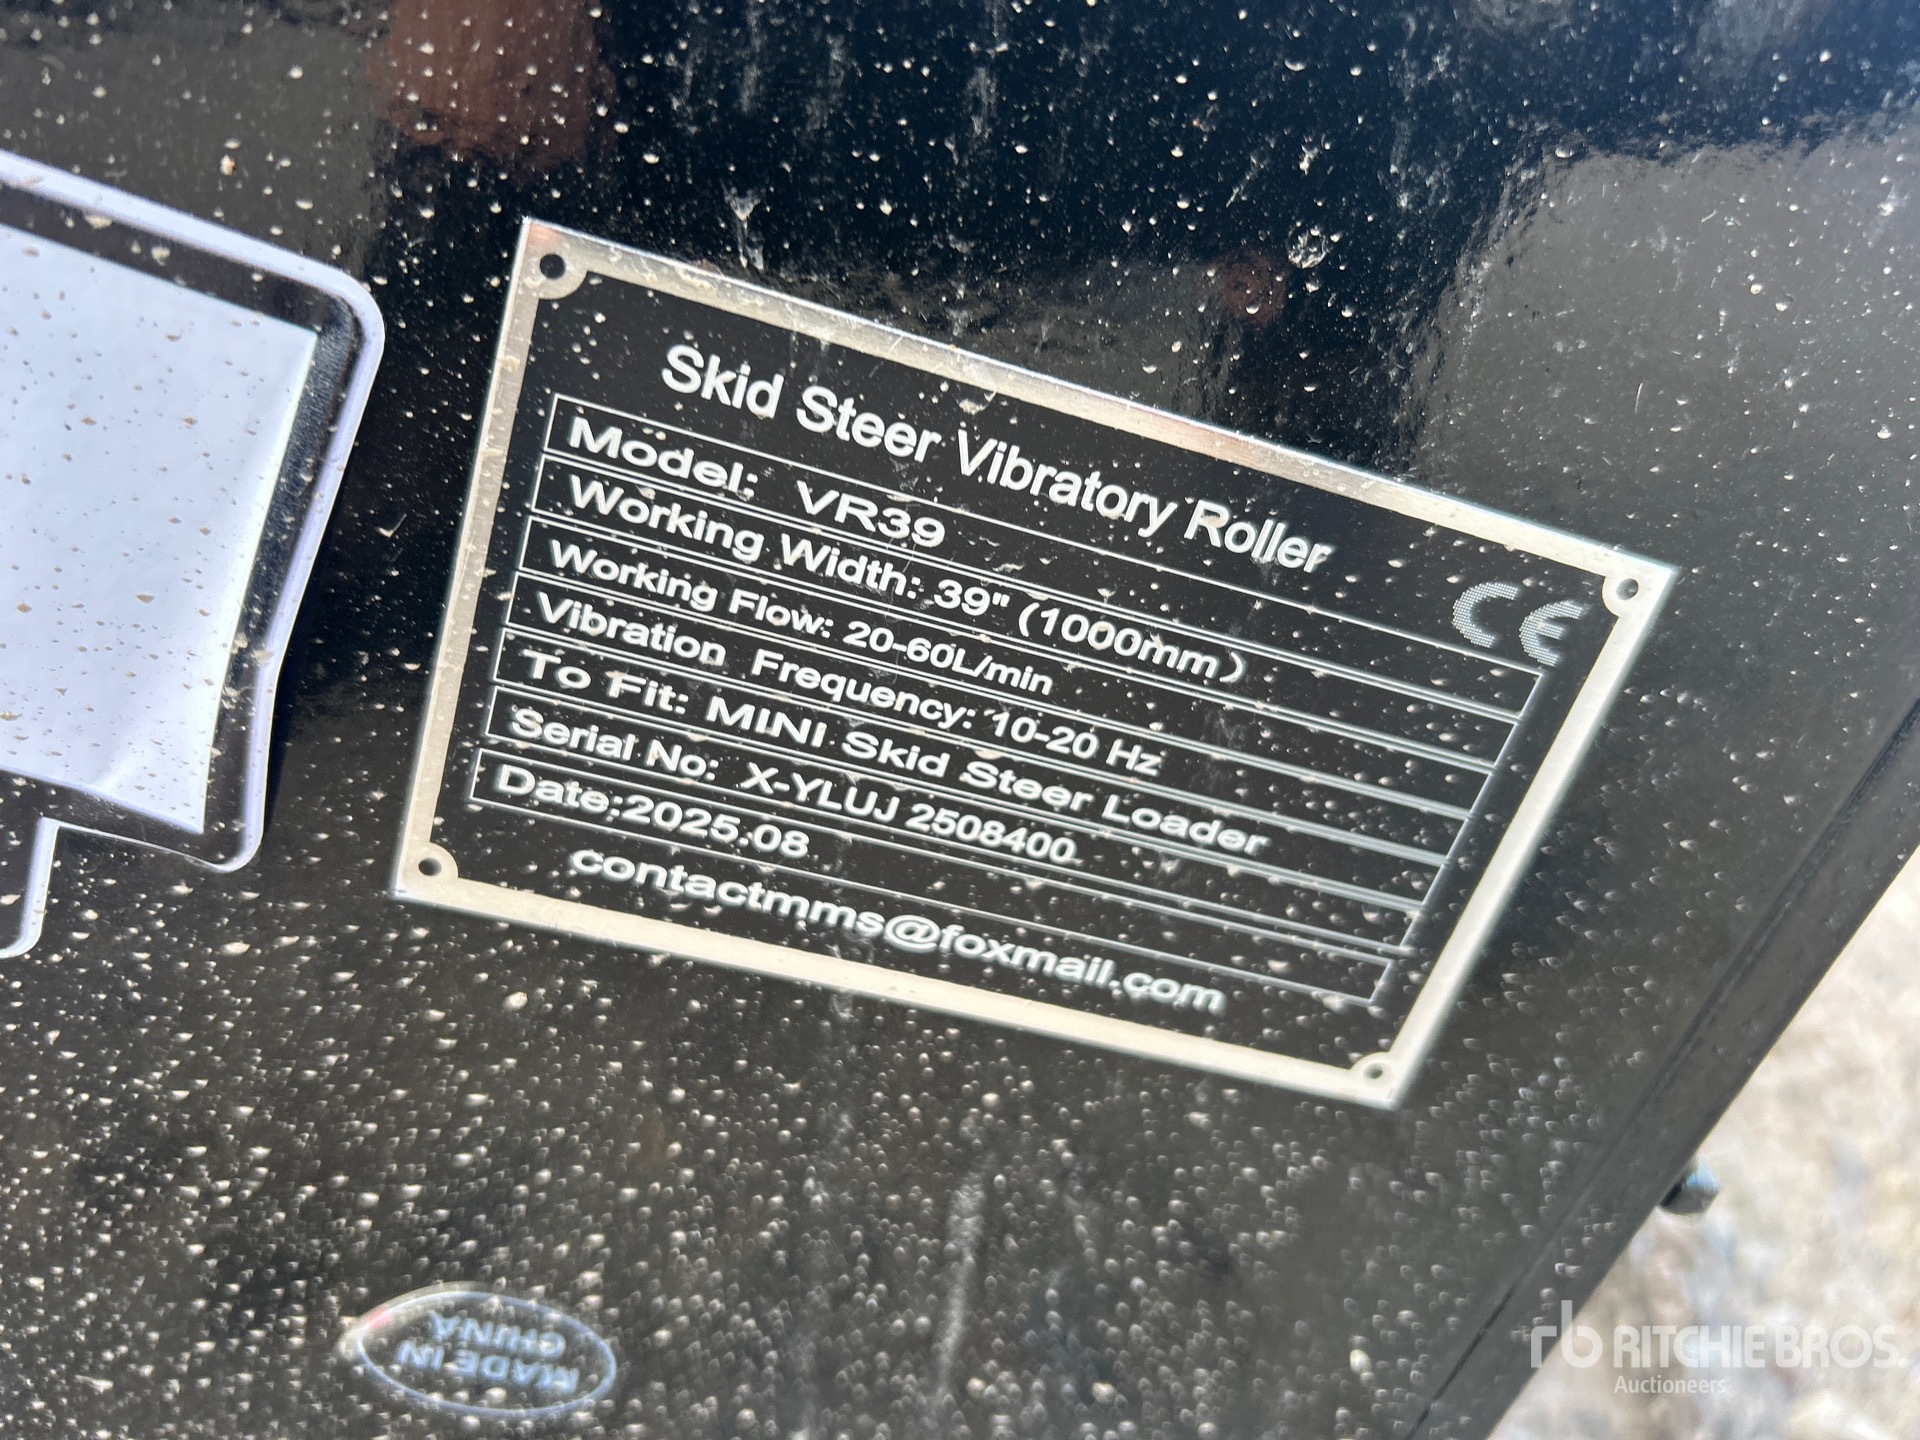 Skid Steer Vibratory Roller
Model: VR39
CE
Working Width: 39" (1000mm)
Working Flow: 20-60L/min
Vibration Frequency: 10-20 Hz
To Fit: MINI Skid Steer Loader
Serial No: X-YLUJ 2508400
Date:2025.08
contactmms@foxmail.com
MADE IN
CHINA
rb RITCHIE BROS.
Auctioneers